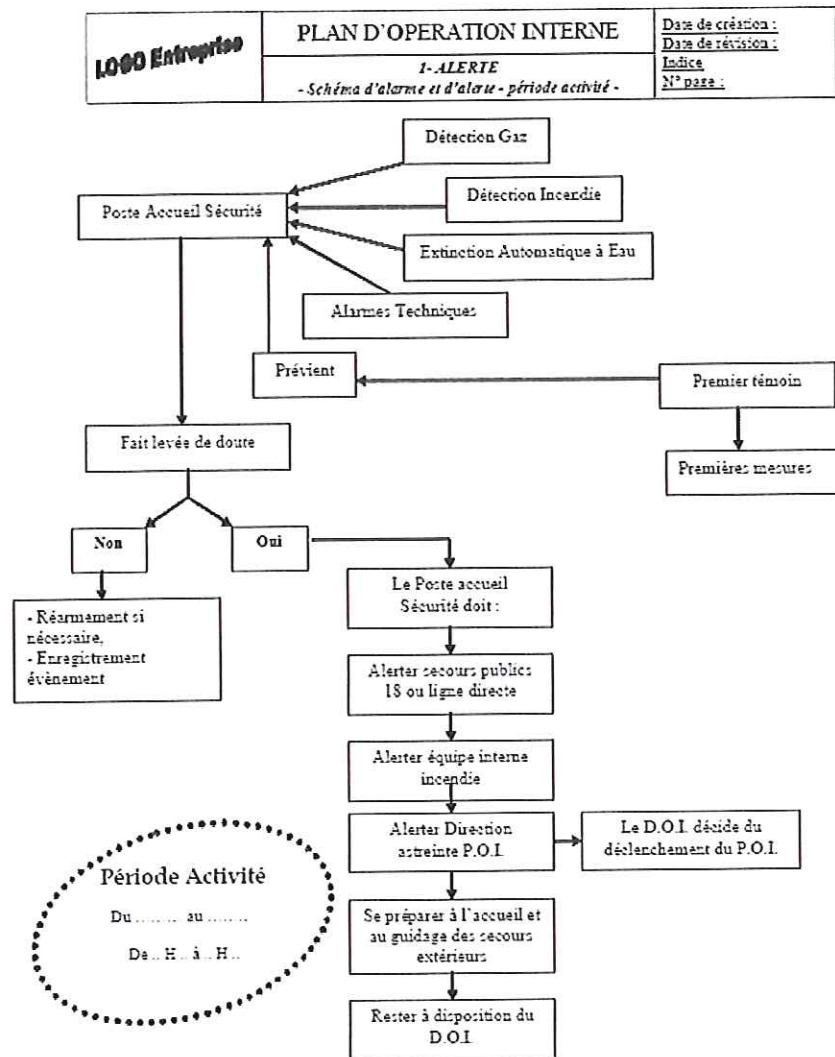 LOGO Entreprise
PLAN D'OPERATION INTERNE
1- ALERTE
- Schéma d'alarme et d'alerte - période activité -
Date de création :
Date de révision :
Indice
N° page :
Détection Gaz
Détection Incendie
Poste Accueil Sécurité
Extinction Automatique à Eau
Alarmes Techniques
Prévient
Premier témoin
Fait levée de doute
Premières mesures
Non
Oui
Le Poste accueil
Sécurité doit :
- Réarmement si
nécessaire,
- Enregistrement
évènement
Alerter secours publics
18 ou ligne directe
Alerter équipe interne
incendie
Alerter Direction
astreinte P.O.I.
Le D.O.I. décide du
déclenchement du P.O.I.
Période Activité
Du ........ au ........
De .. H .. à .. H ..
Se préparer à l'accueil et
au guidage des secours
extérieurs
Rester à disposition du
D.O.I.